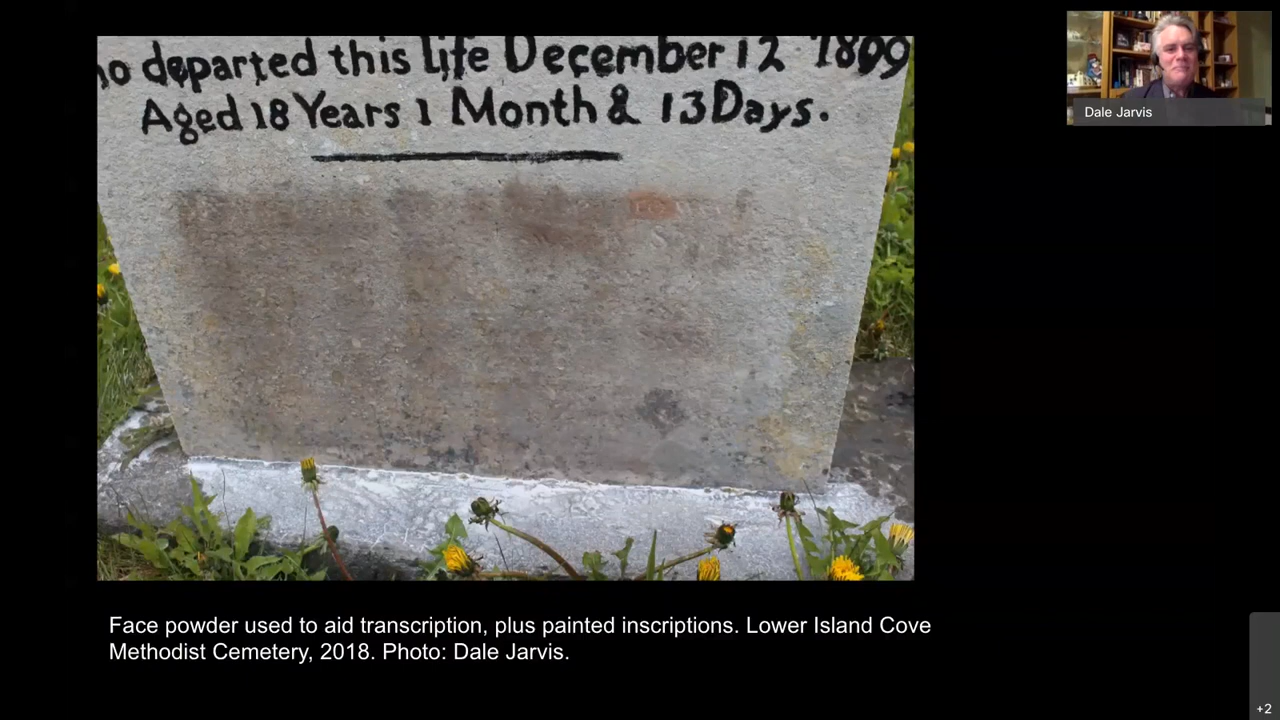 departed this life December 12 1899
Aged 18 Years 1 Month & 13 Days.
Face powder used to aid transcription, plus painted inscriptions. Lower Island Cove
Methodist Cemetery, 2018. Photo: Dale Jarvis.
Dale Jarvis
+2